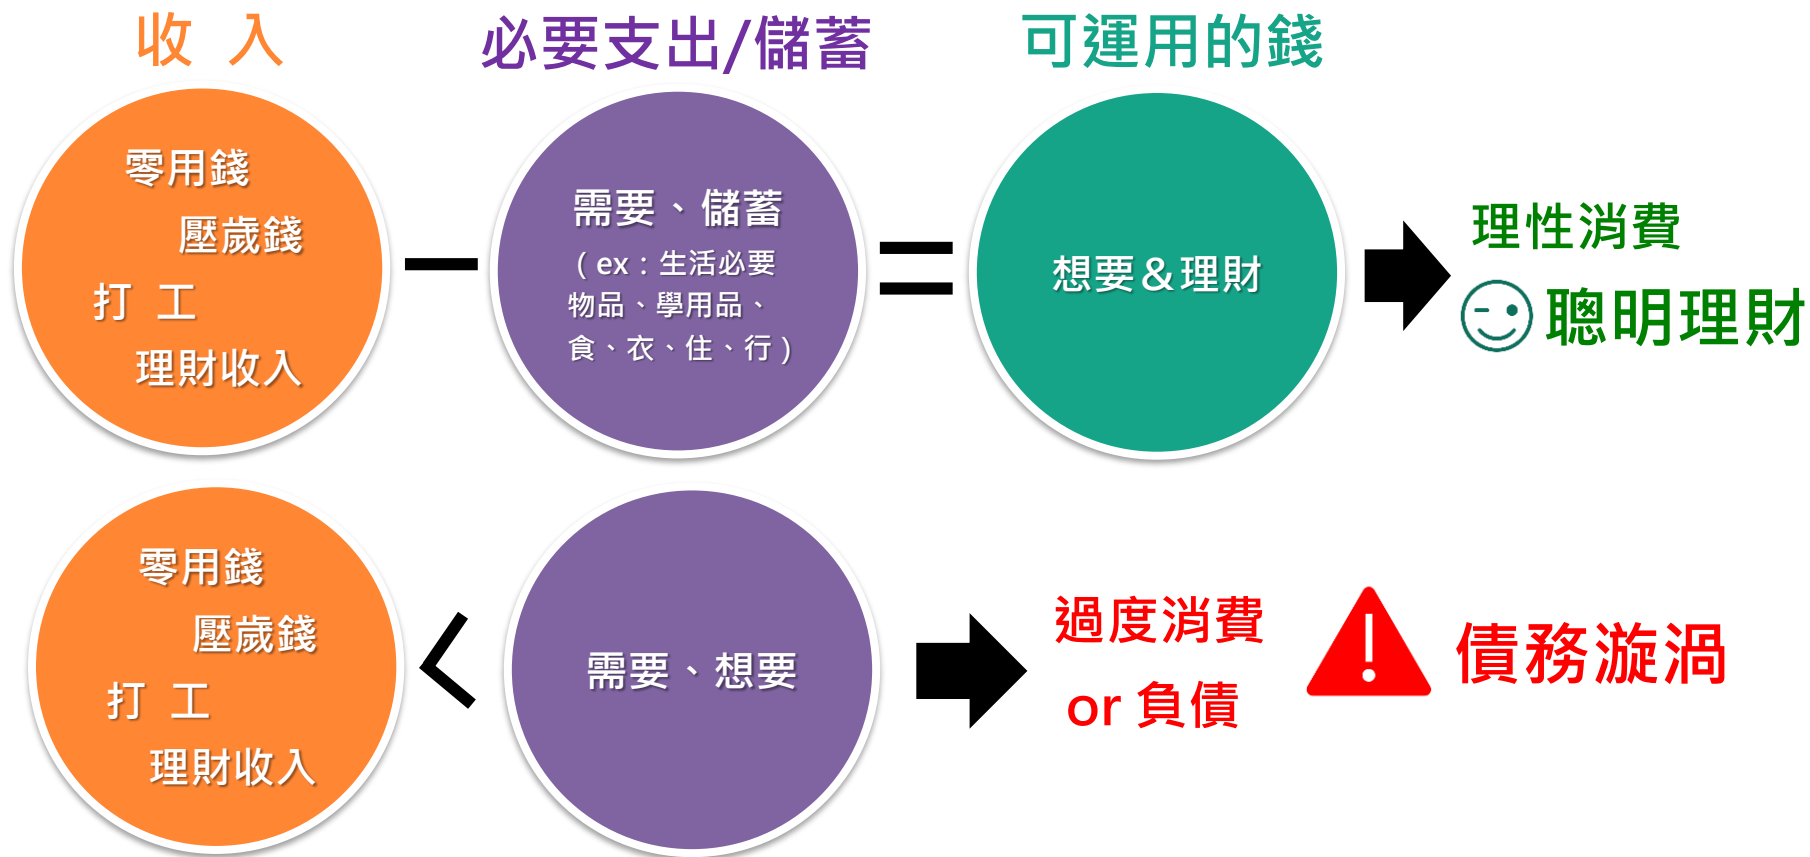 收 入
必要支出/儲蓄
可運用的錢
零用錢
壓歲錢
打 工
理財收入
需要、儲蓄
（ex：生活必要
物品、學用品、
食、衣、住、行）
想要＆理財
理性消費
聰明理財
零用錢
壓歲錢
打 工
理財收入
需要、想要
過度消費
or 負債
債務漩渦